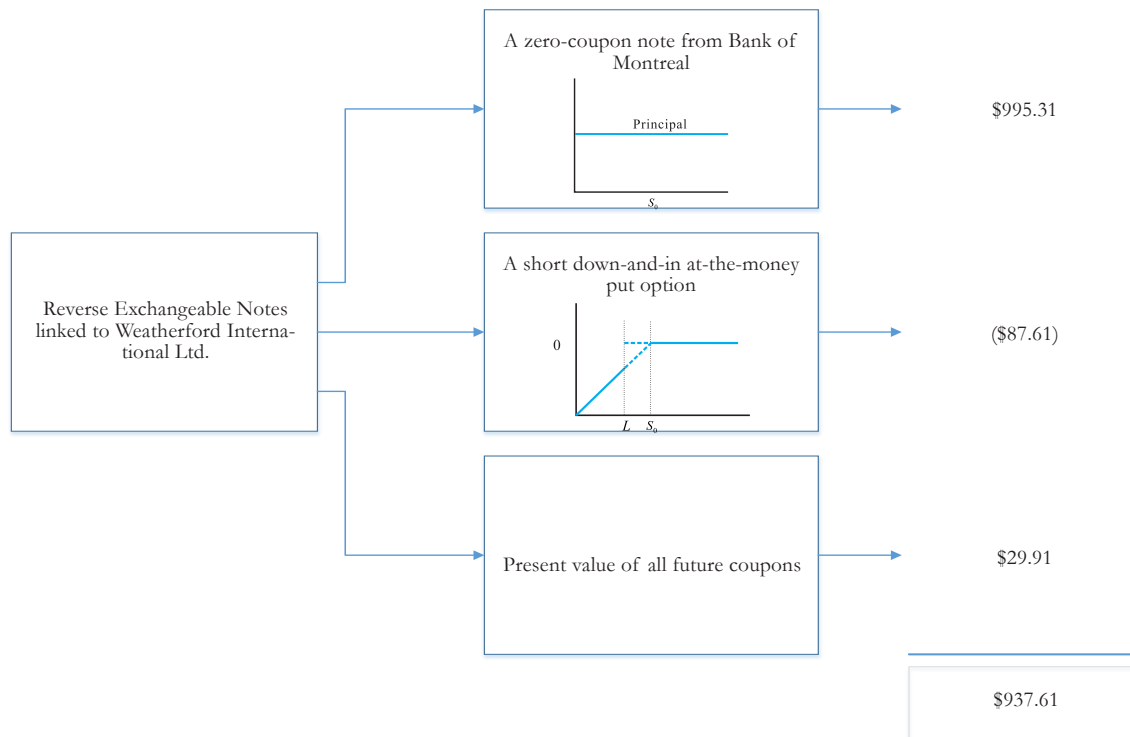 A zero-coupon note from Bank of
Montreal
Principal
S₀
$995.31
Reverse Exchangeable Notes
linked to Weatherford Interna-
tional Ltd.
A short down-and-in at-the-money
put option
0
L S₀
($87.61)
Present value of all future coupons
$29.91
$937.61